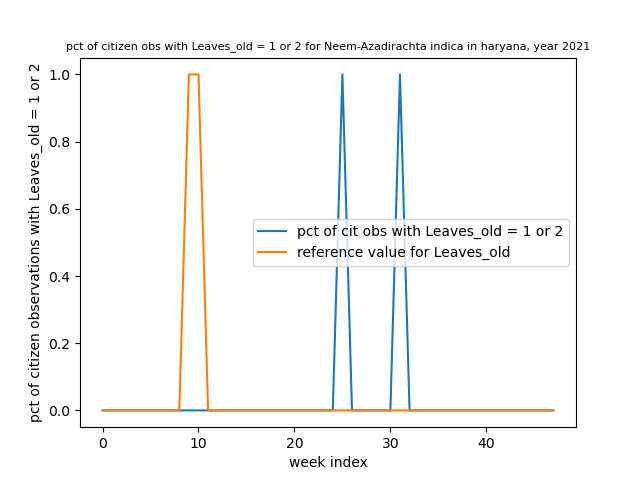 pct of citizen obs with Leaves_old = 1 or 2 for Neem-Azadirachta indica in haryana, year 2021
pct of citizen observations with Leaves_old = 1 or 2
1.0
0.8
0.6
0.4
0.2
0.0
pct of cit obs with Leaves_old = 1 or 2
reference value for Leaves_old
0 10 20 30 40
week index